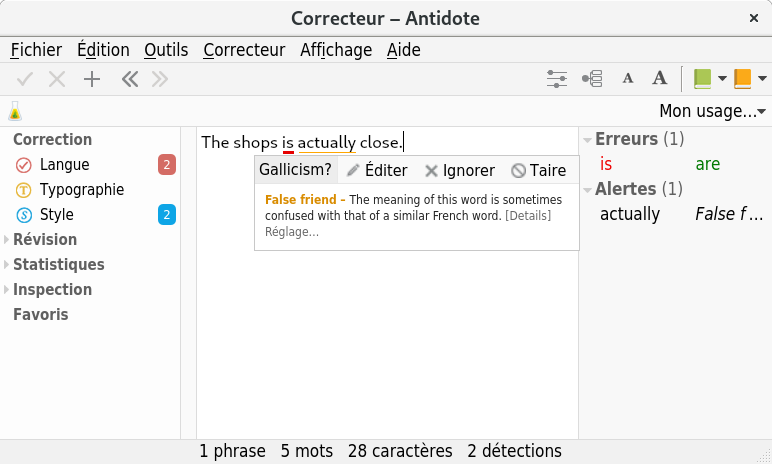 Correcteur – Antidote ×
Fichier Édition Outils Correcteur Affichage Aide
A A
Mon usage...
Correction
Langue 2
Typographie
Style 2
Révision
Statistiques
Inspection
Favoris
The shops is actually close.
Gallicisme? Éditer Ignorer Taire
False friend – The meaning of this word is sometimes
confused with that of a similar French word. [Details]
Réglage...
Erreurs (1)
is are
Alertes (1)
actually False f ...
1 phrase 5 mots 28 caractères 2 détections